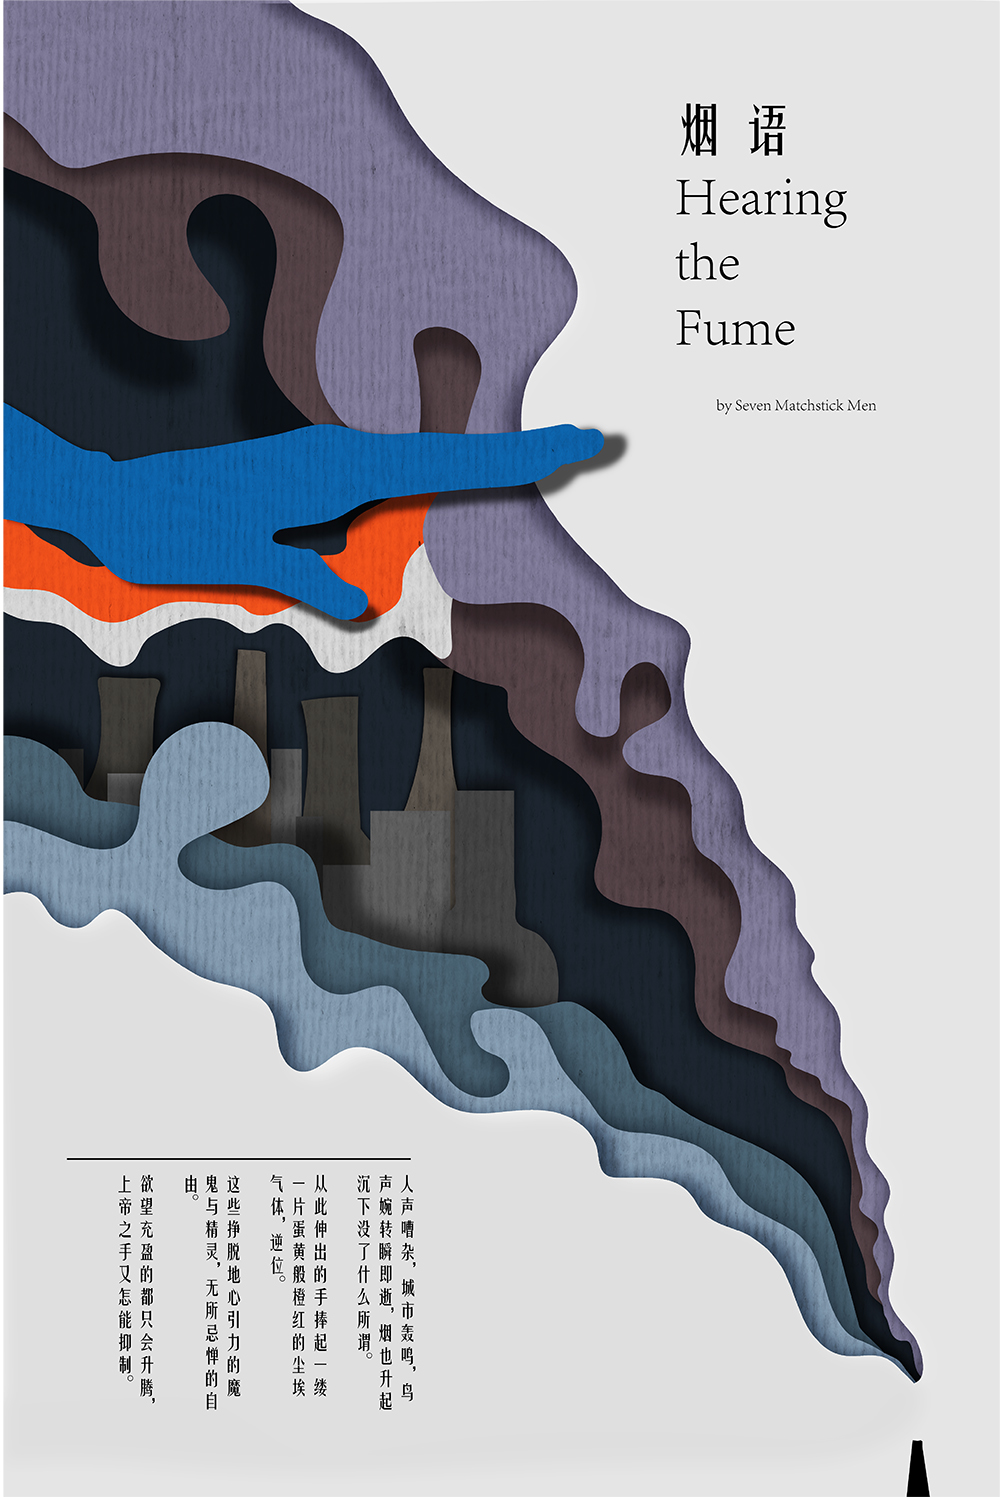 烟语
Hearing
the
Fume
by Seven Matchstick Men
人声嘈杂，城市轰鸣，鸟
声婉转瞬即逝，烟也升起
沉下没了什么所谓。
从此伸出的手捧起一缕
一片蛋黄般橙红的尘埃
气体，逆位。
这些挣脱地心引力的魔
鬼与精灵，无所忌惮的自
由。
欲望充盈的都只会升腾，
上帝之手又怎能抑制。